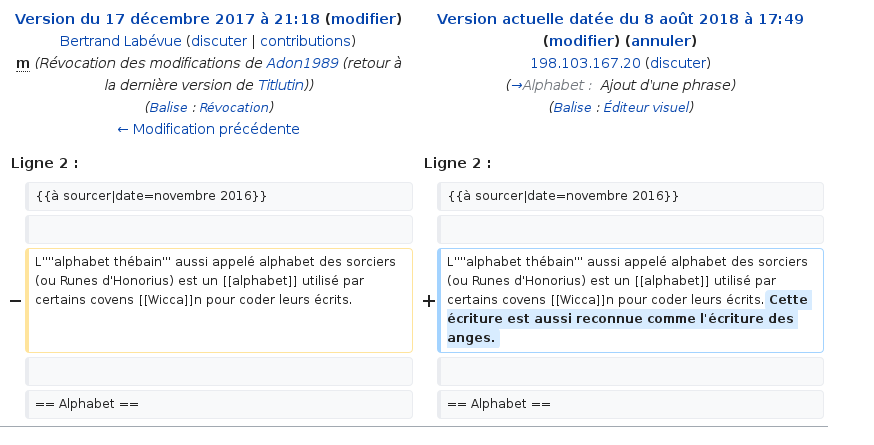 Version du 17 décembre 2017 à 21:18 (modifier)
Bertrand Labévue (discuter | contributions)
m (Révocation des modifications de Adon1989 (retour à
la dernière version de Titlutin))
(Balise : Révocation)
← Modification précédente
Version actuelle datée du 8 août 2018 à 17:49
(modifier) (annuler)
198.103.167.20 (discuter)
(→Alphabet :  Ajout d'une phrase)
(Balise : Éditeur visuel)
Ligne 2 :
Ligne 2 :
{{à sourcer|date=novembre 2016}}
{{à sourcer|date=novembre 2016}}
−
L''''alphabet thébain''' aussi appelé alphabet des sorciers
(ou Runes d'Honorius) est un [[alphabet]] utilisé par
certains covens [[Wicca]]n pour coder leurs écrits.
+
L''''alphabet thébain''' aussi appelé alphabet des sorciers
(ou Runes d'Honorius) est un [[alphabet]] utilisé par
certains covens [[Wicca]]n pour coder leurs écrits. Cette
écriture est aussi reconnue comme l'écriture des
anges.
== Alphabet ==
== Alphabet ==